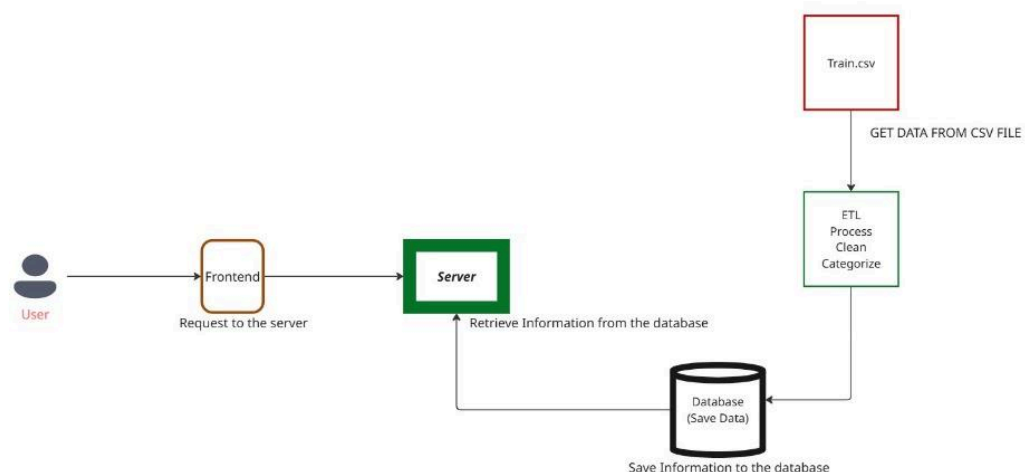 Train.csv
GET DATA FROM CSV FILE
ETL
Process
Clean
Categorize
User
Frontend
Request to the server
Server
Retrieve Information from the database
Database
(Save Data)
Save Information to the database